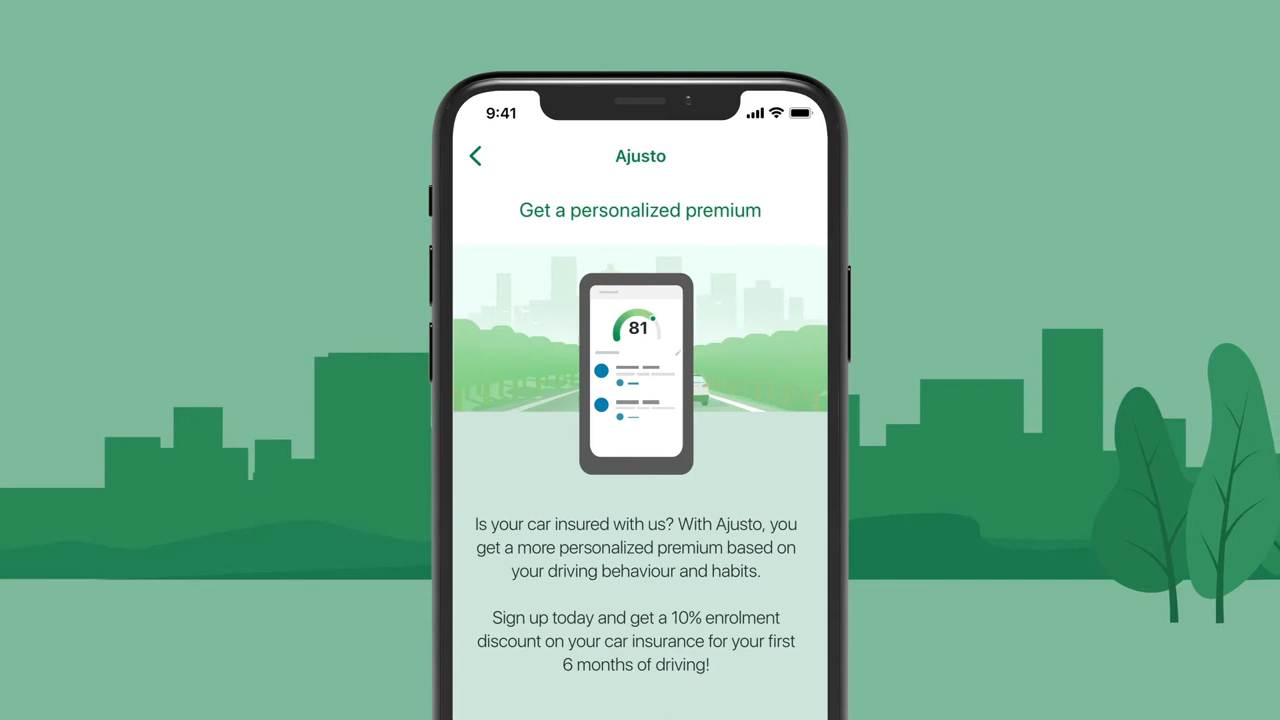 9:41
Ajusto
Get a personalized premium
81
Is your car insured with us? With Ajusto, you
get a more personalized premium based on
your driving behaviour and habits.
Sign up today and get a 10% enrolment
discount on your car insurance for your first
6 months of driving!